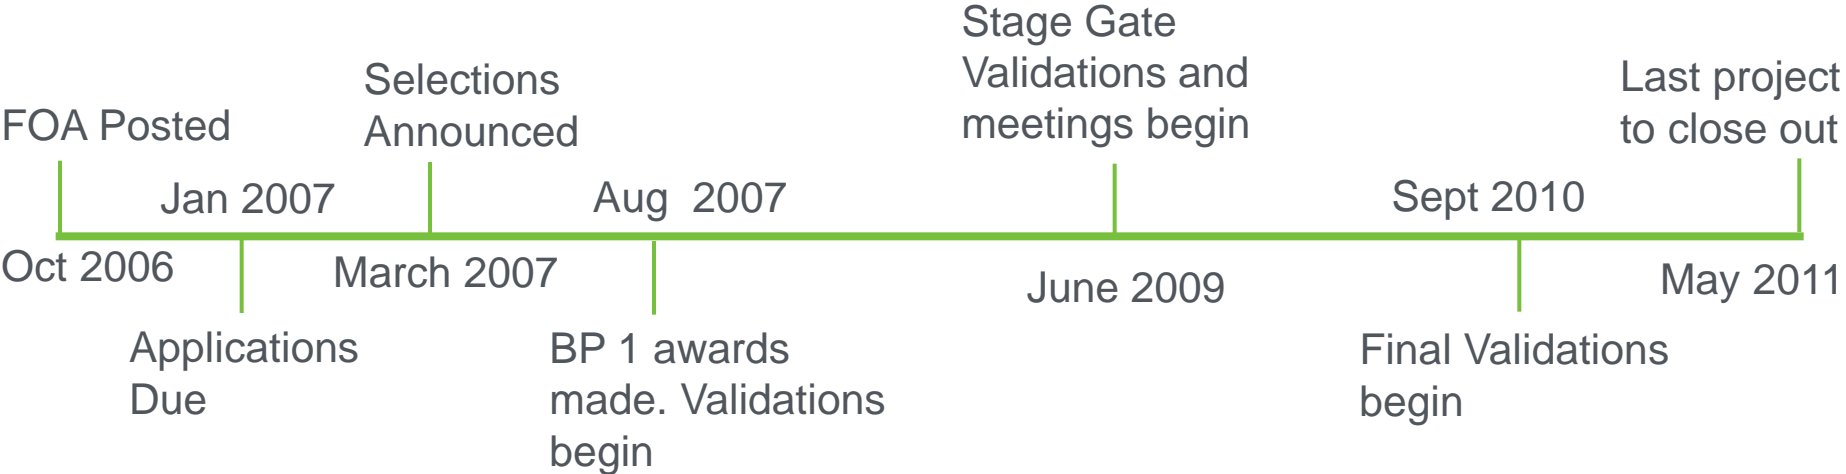 FOA Posted
Oct 2006
Jan 2007
Applications
Due
Selections
Announced
March 2007
Aug 2007
BP 1 awards
made. Validations
begin
Stage Gate
Validations and
meetings begin
June 2009
Sept 2010
Final Validations
begin
Last project
to close out
May 2011